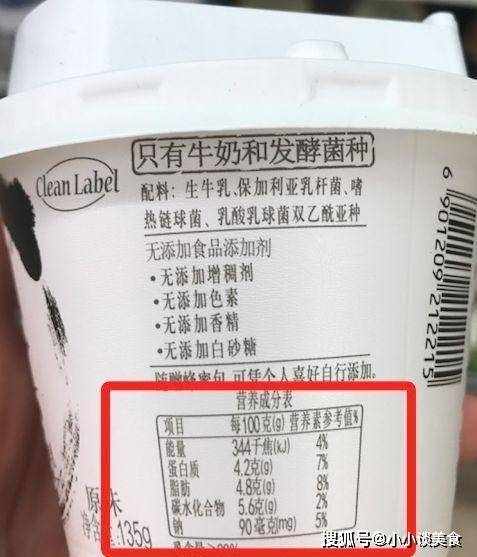 Clean Label
只有牛奶和发酵菌种
配料：生牛乳、保加利亚乳杆菌、嗜
热链球菌、乳酸乳球菌双乙酰亚种
无添加食品添加剂
·无添加增稠剂
·无添加色素
·无添加香精
·无添加白砂糖
随赠蜂蜜包，可凭个人喜好自行添加。
营养成分表
项目 每100克(g) 营养素参考值%
能量 344千焦(kJ) 4%
蛋白质 4.2克(g) 7%
脂肪 4.8克(g) 8%
碳水化合物 5.6克(g) 2%
钠 90毫克(mg) 5%
原味
135g
6 901209 212215
搜狐号@小小谈美食